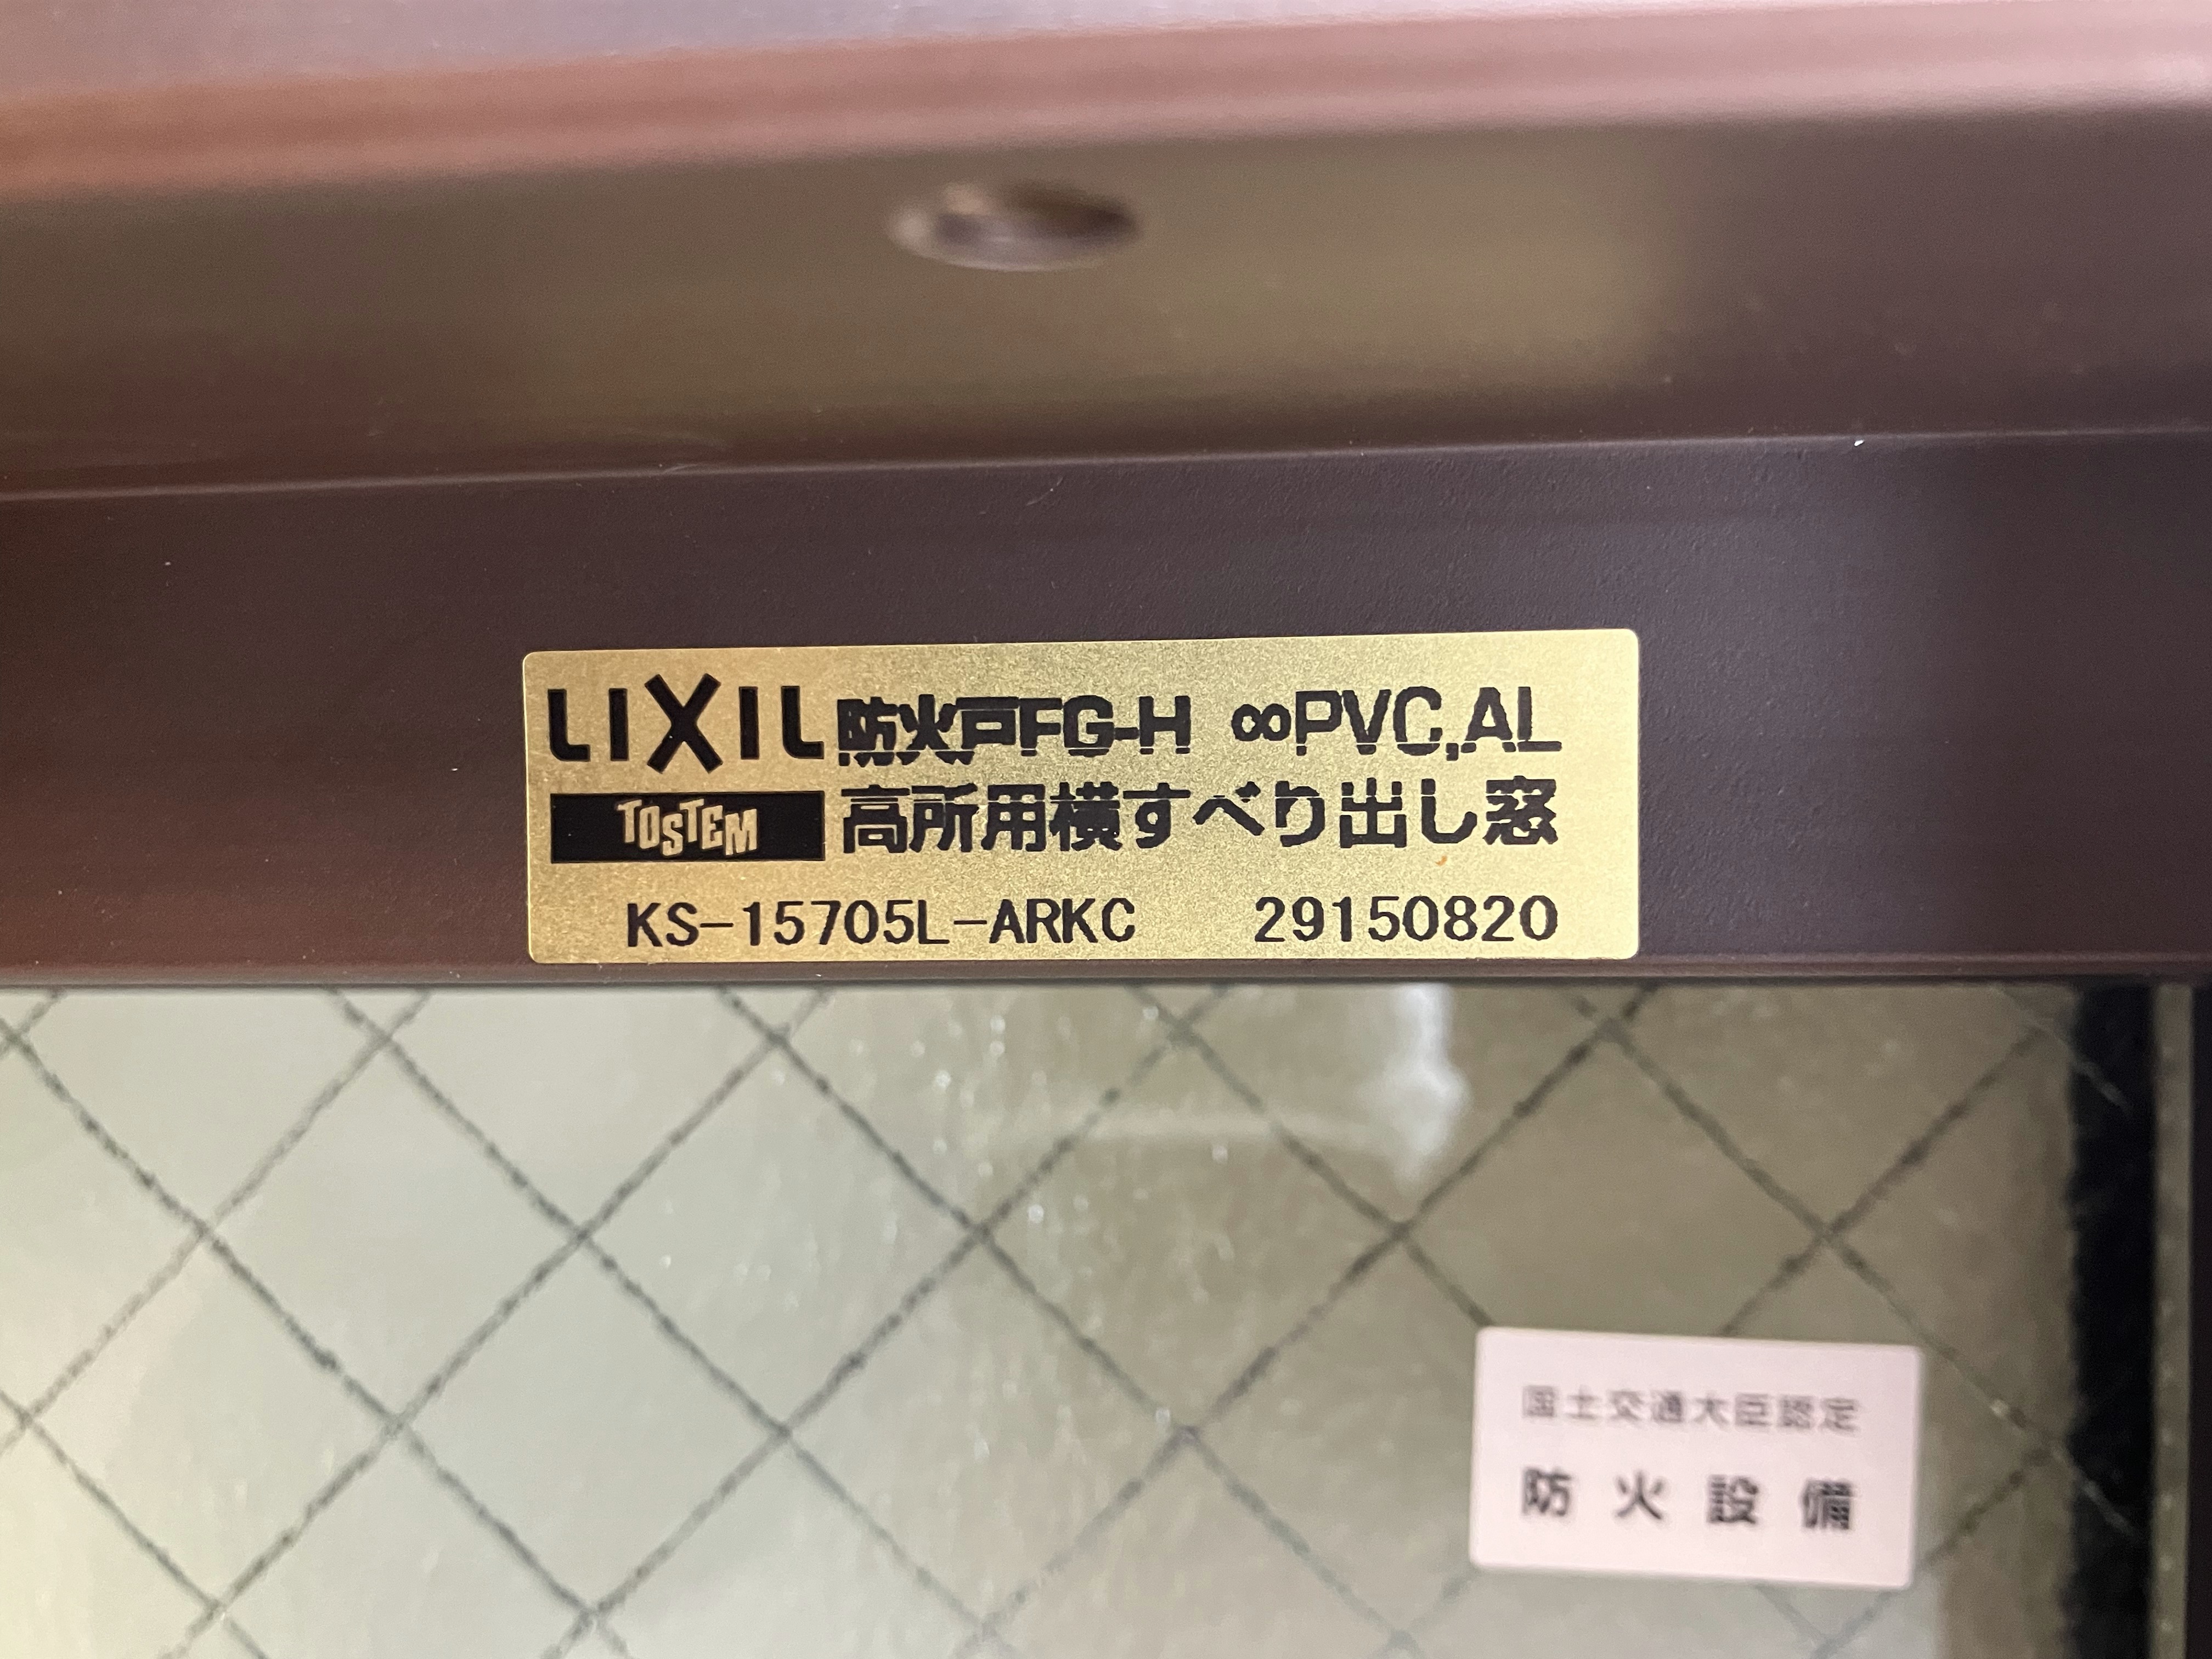 LIXIL 防火戸FG-H ∞PVC,AL
TOSTEM 高所用横すべり出し窓
KS-15705L-ARKC 29150820
国土交通大臣認定
防火設備